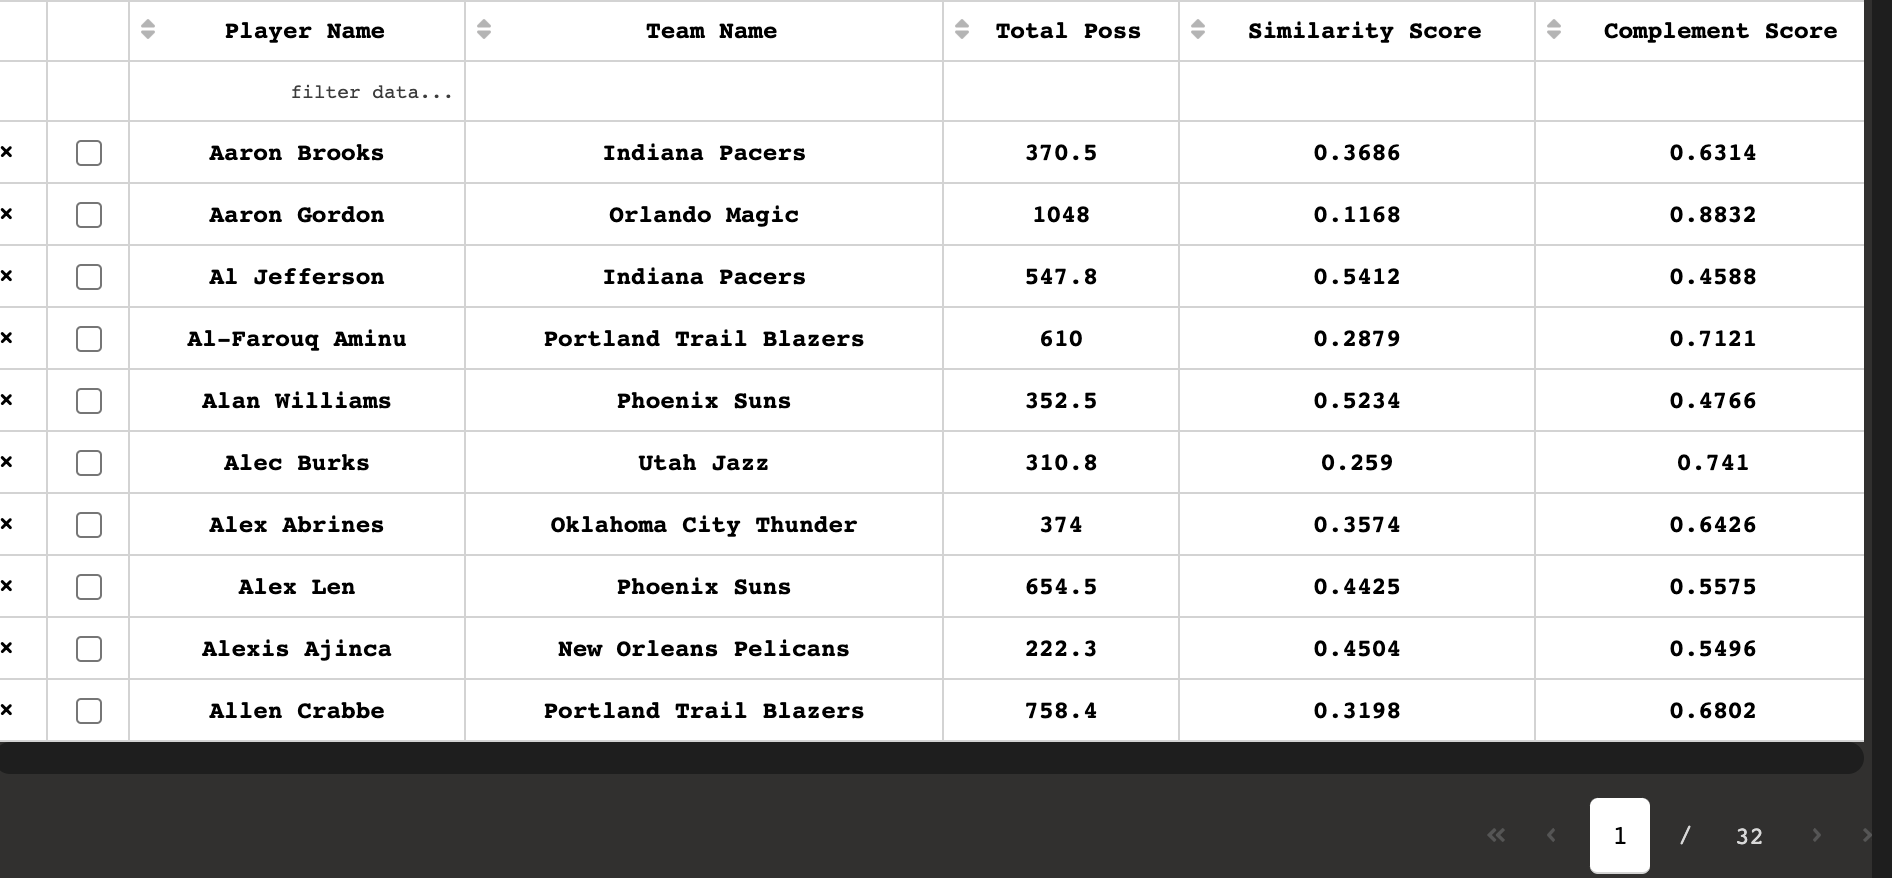 Player Name Team Name Total Poss Similarity Score Complement Score
filter data...
× Aaron Brooks Indiana Pacers 370.5 0.3686 0.6314
× Aaron Gordon Orlando Magic 1048 0.1168 0.8832
× Al Jefferson Indiana Pacers 547.8 0.5412 0.4588
× Al-Farouq Aminu Portland Trail Blazers 610 0.2879 0.7121
× Alan Williams Phoenix Suns 352.5 0.5234 0.4766
× Alec Burks Utah Jazz 310.8 0.259 0.741
× Alex Abrines Oklahoma City Thunder 374 0.3574 0.6426
× Alex Len Phoenix Suns 654.5 0.4425 0.5575
× Alexis Ajinca New Orleans Pelicans 222.3 0.4504 0.5496
× Allen Crabbe Portland Trail Blazers 758.4 0.3198 0.6802
« ‹ 1 / 32 › ›